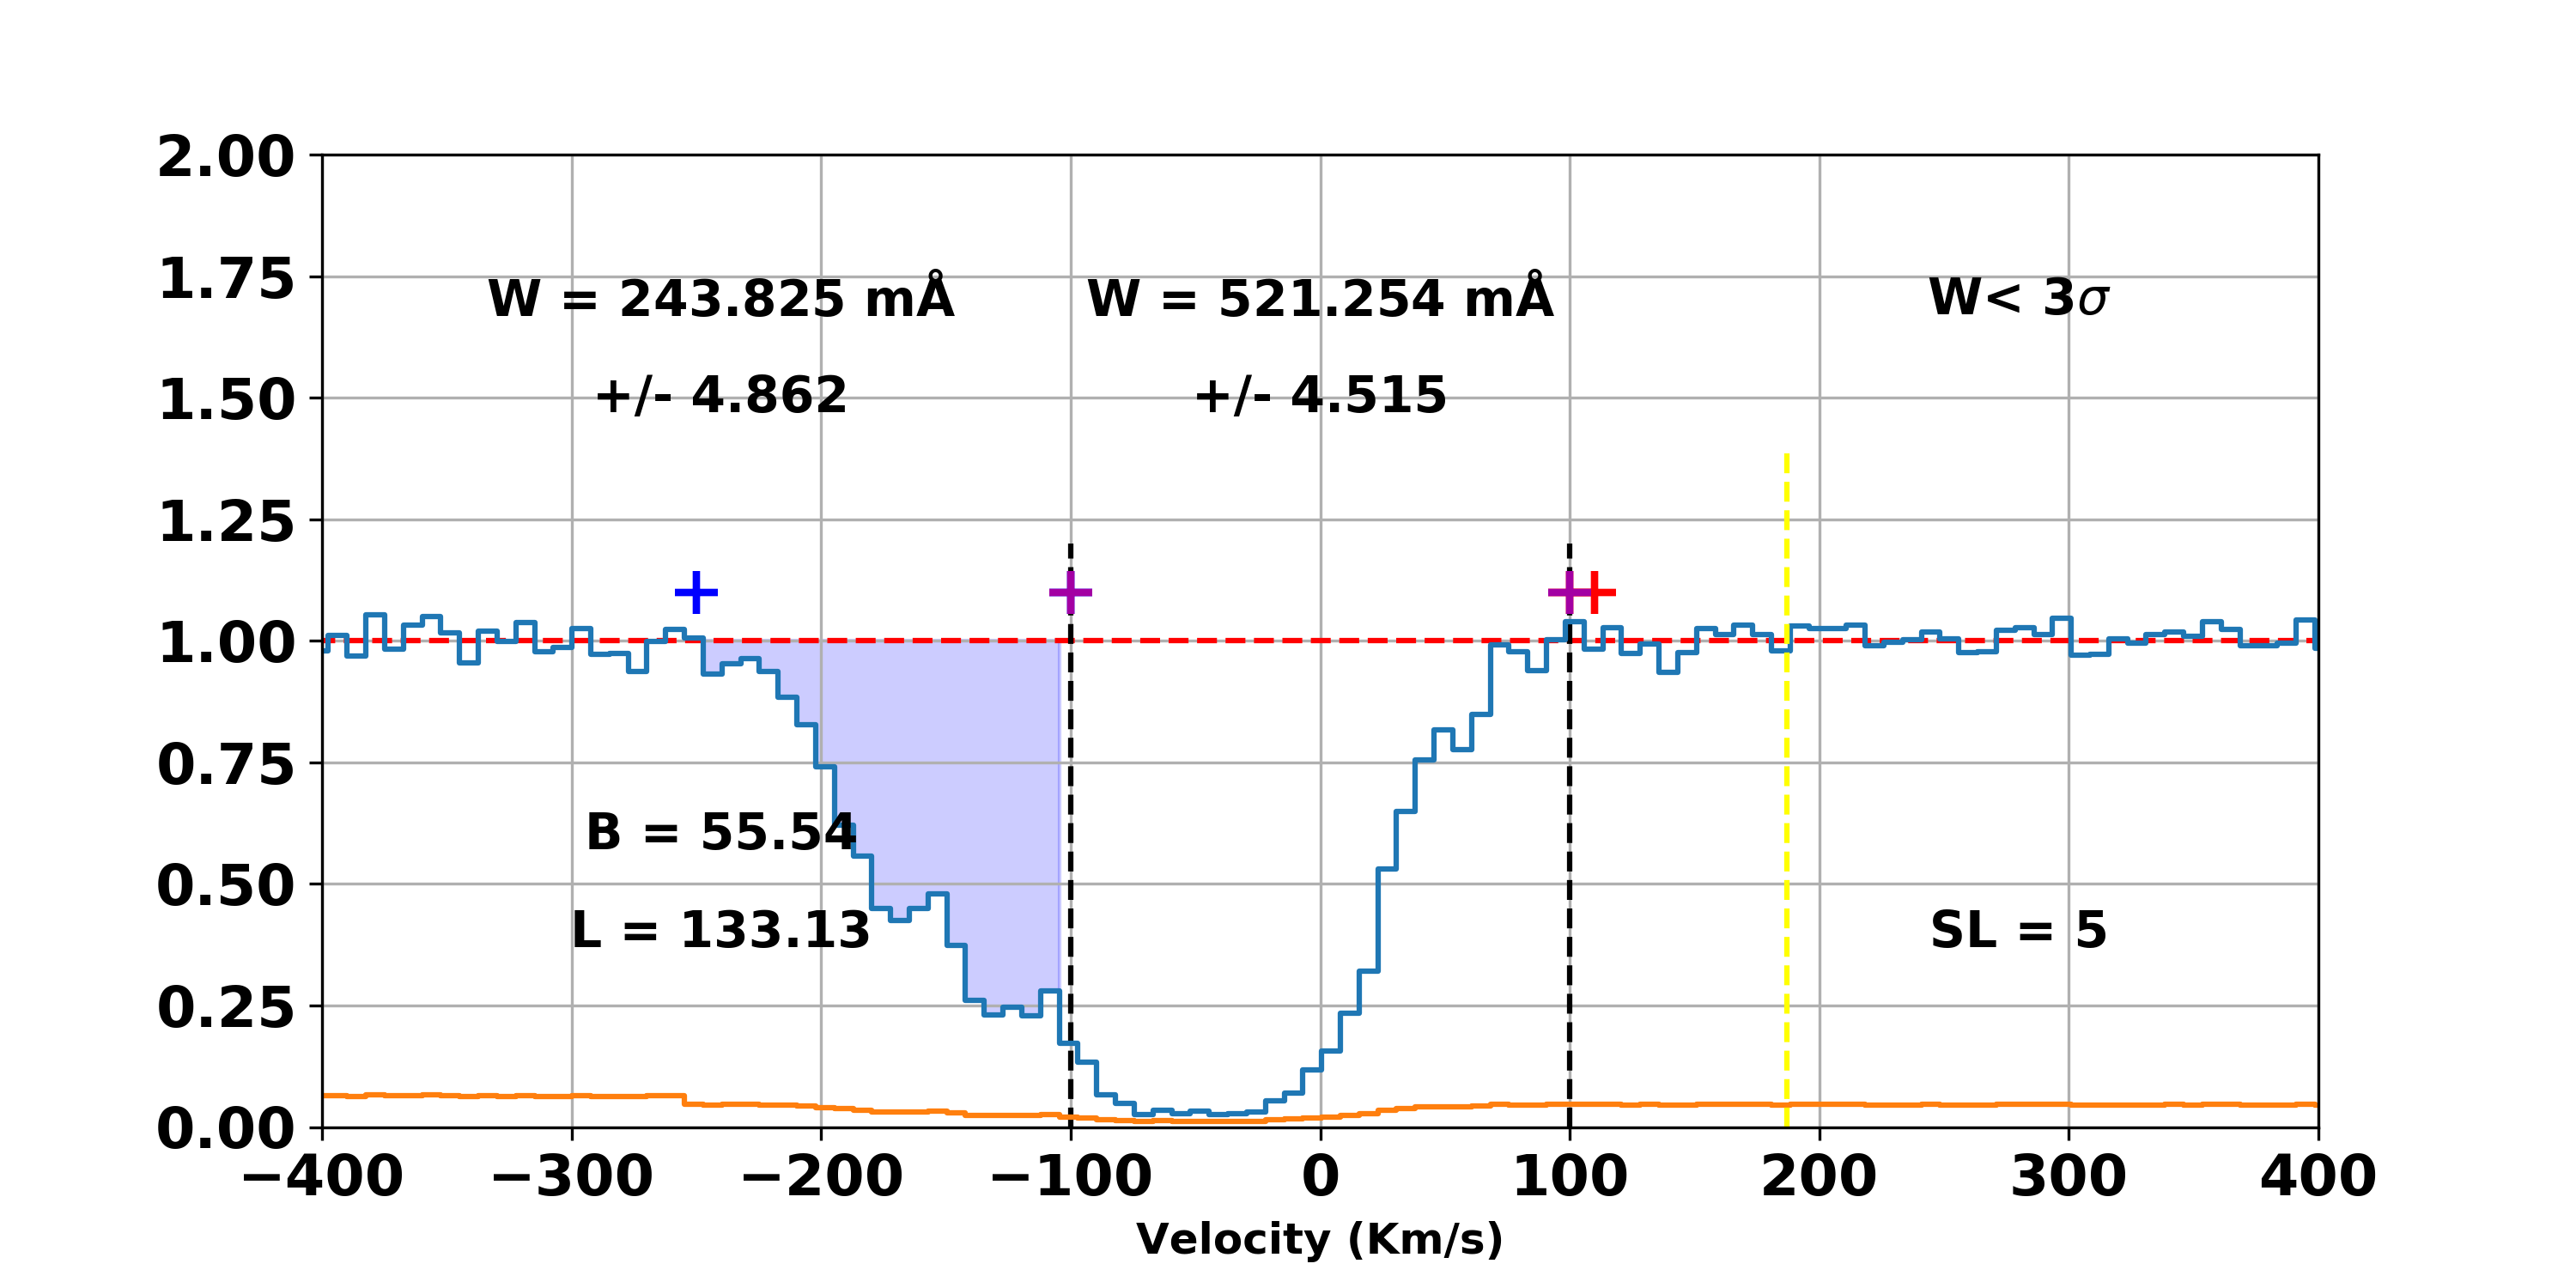 2.00
1.75
W = 243.825 mÅ W = 521.254 mÅ W< 3σ
1.50
+/- 4.862 +/- 4.515
1.25
1.00
0.75
B = 55.54
0.50
L = 133.13 SL = 5
0.25
0.00
−400 −300 −200 −100 0 100 200 300 400
Velocity (Km/s)